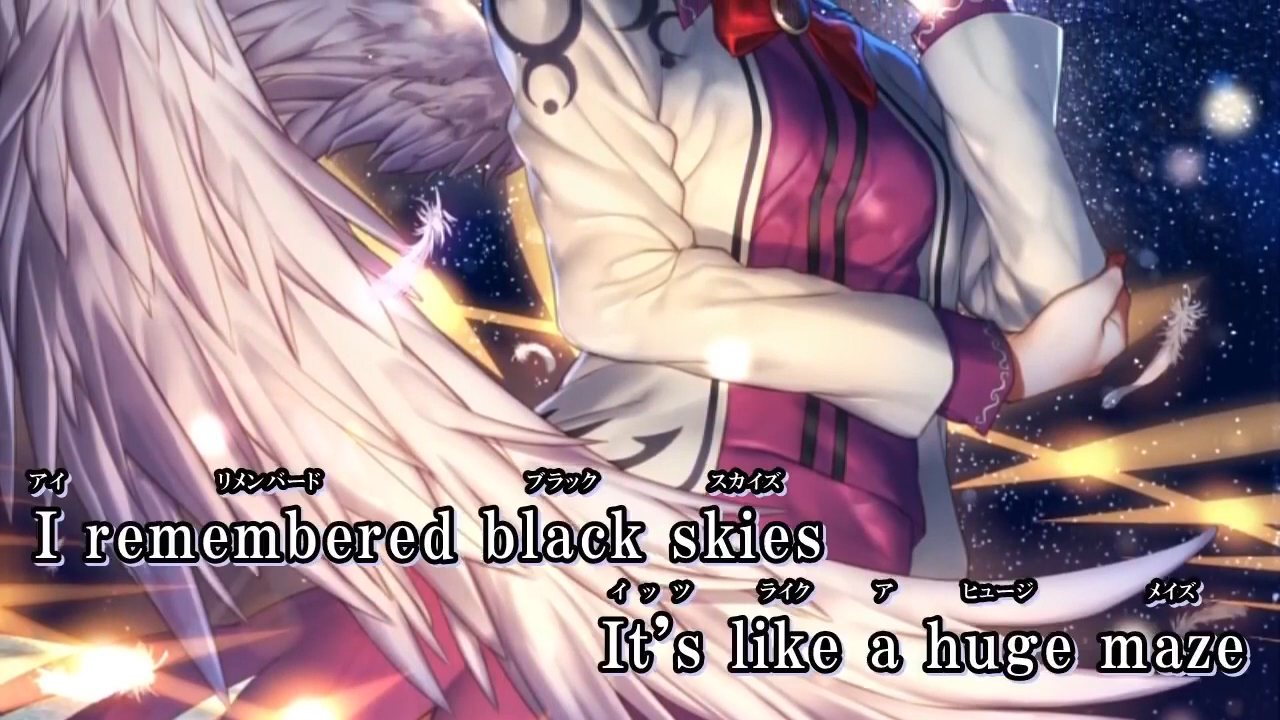 アイ リメンバード ブラック スカイズ
I remembered black skies
イッツ ライク ア ヒュージ メイズ
It's like a huge maze